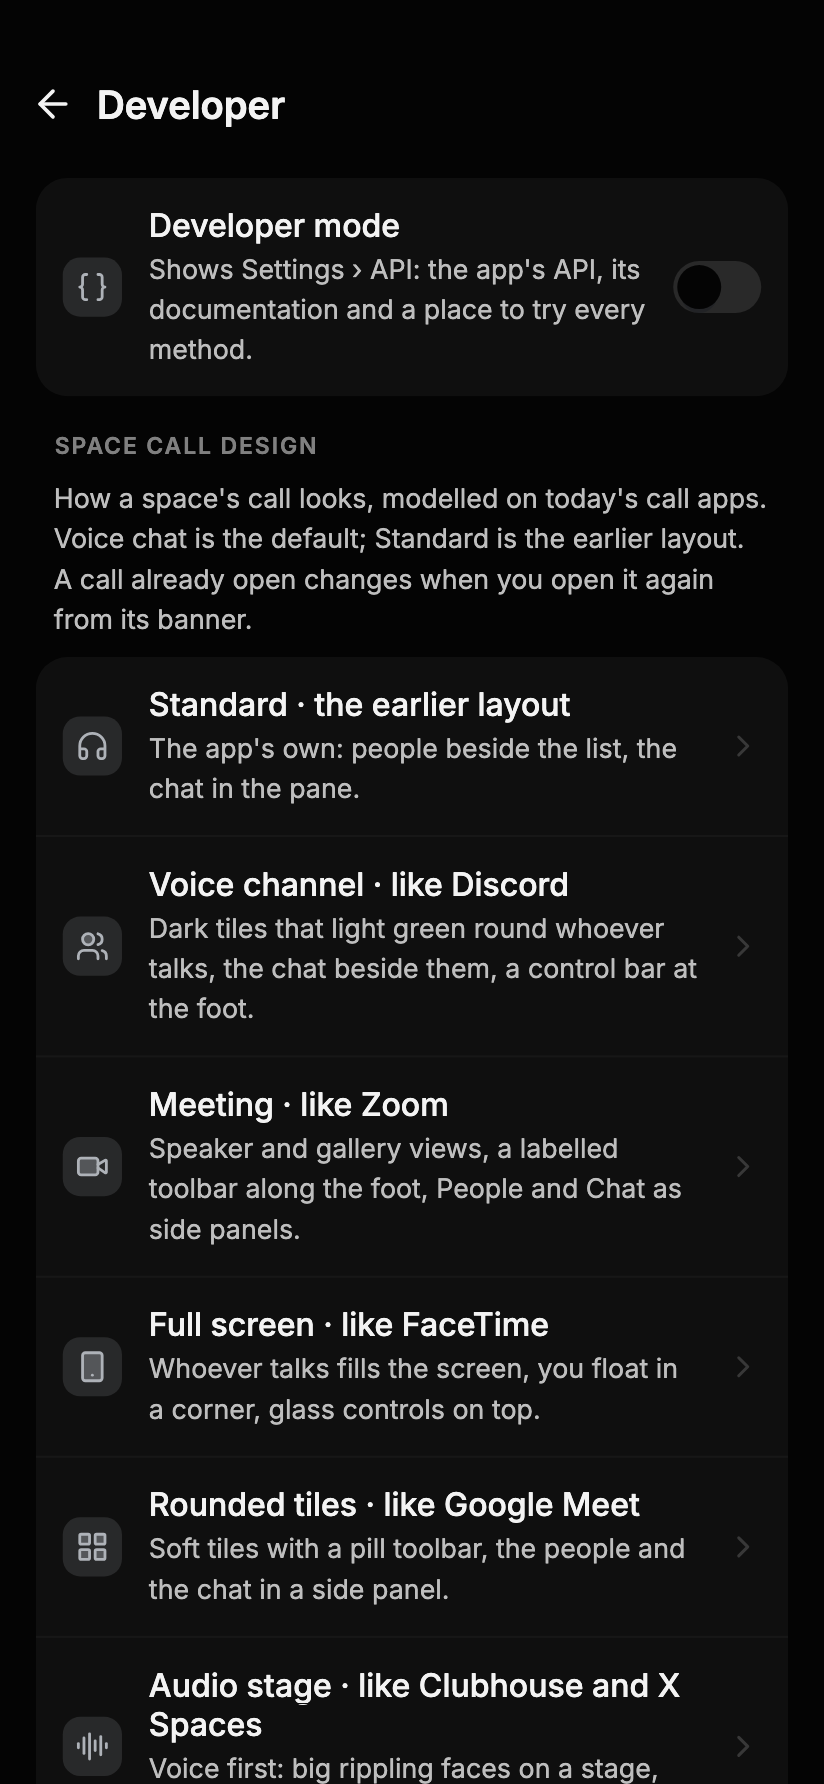 Developer
Developer mode
Shows Settings › API: the app's API, its
documentation and a place to try every
method.
SPACE CALL DESIGN
How a space's call looks, modelled on today's call apps.
Voice chat is the default; Standard is the earlier layout.
A call already open changes when you open it again
from its banner.
Standard · the earlier layout
The app's own: people beside the list, the
chat in the pane.
Voice channel · like Discord
Dark tiles that light green round whoever
talks, the chat beside them, a control bar at
the foot.
Meeting · like Zoom
Speaker and gallery views, a labelled
toolbar along the foot, People and Chat as
side panels.
Full screen · like FaceTime
Whoever talks fills the screen, you float in
a corner, glass controls on top.
Rounded tiles · like Google Meet
Soft tiles with a pill toolbar, the people and
the chat in a side panel.
Audio stage · like Clubhouse and X
Spaces
Voice first: big rippling faces on a stage,